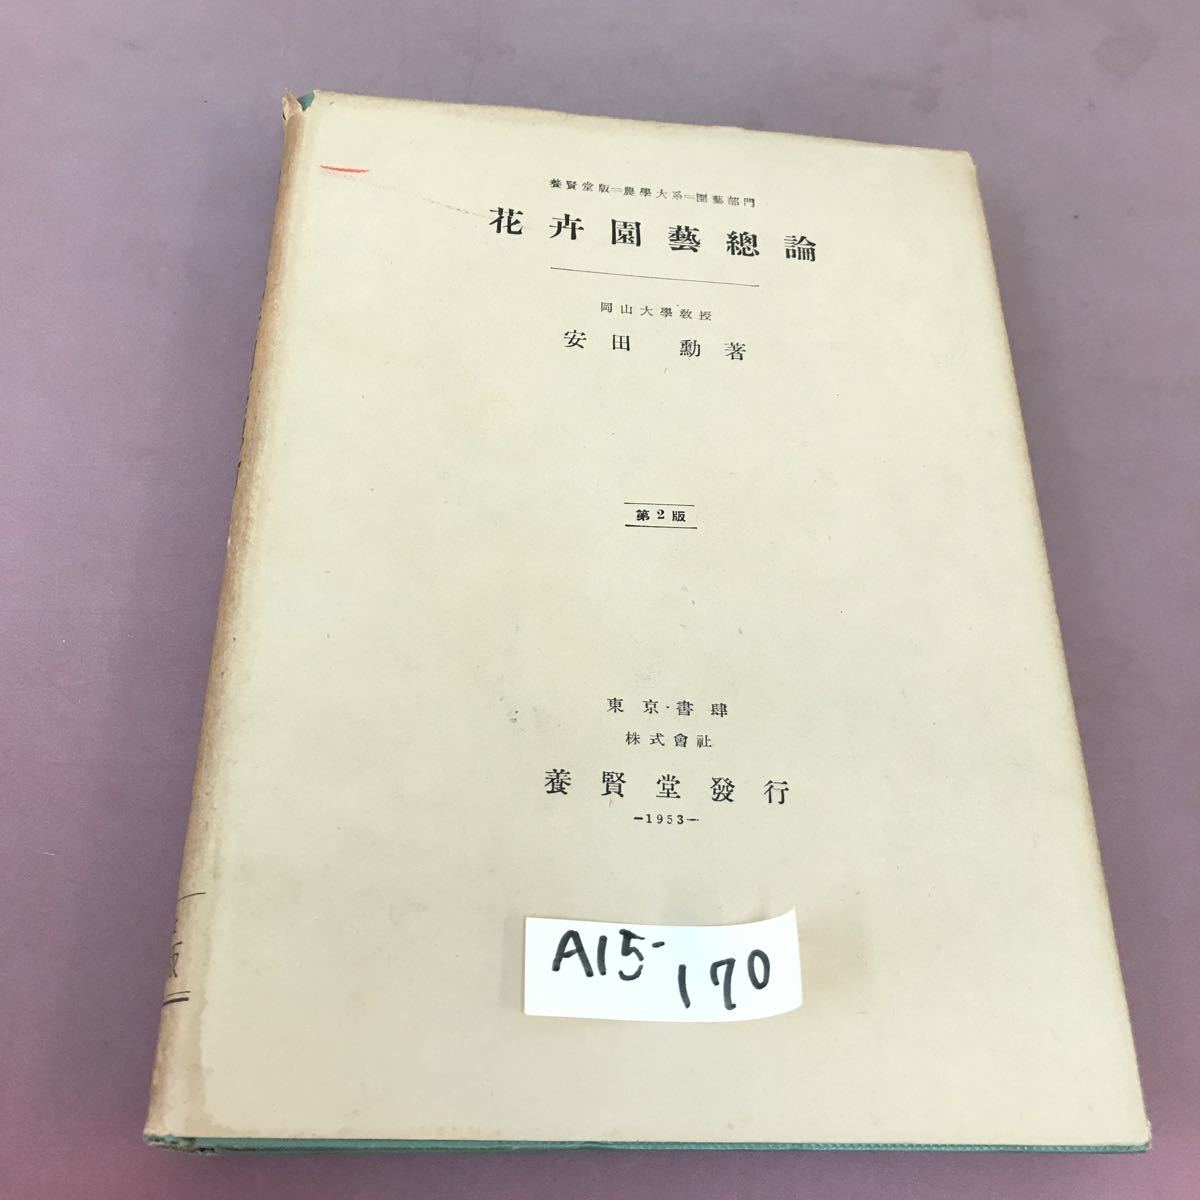 養賢堂版=農學大系=園藝部門
花卉園藝總論
岡山大學教授
安田 勳著
第2版
東京・書肆
株式會社
養賢堂發行
-1953-
版
A15-170